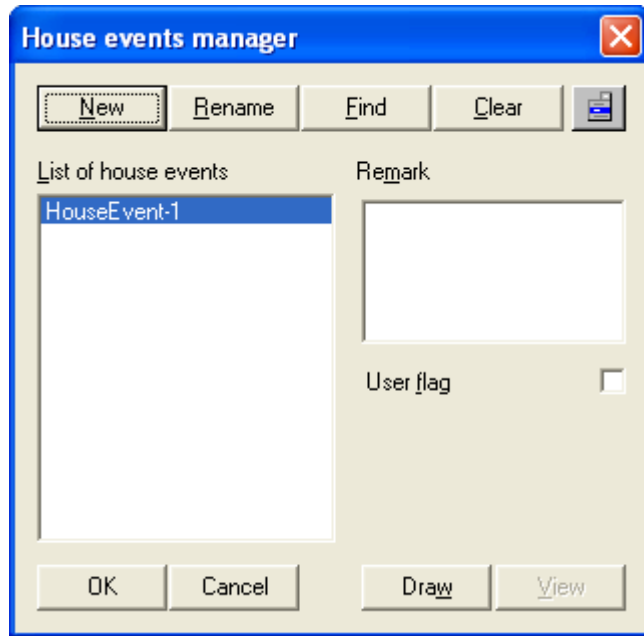 House events manager
New Rename Find Clear
List of house events Remark
HouseEvent-1
User flag
OK Cancel Draw View